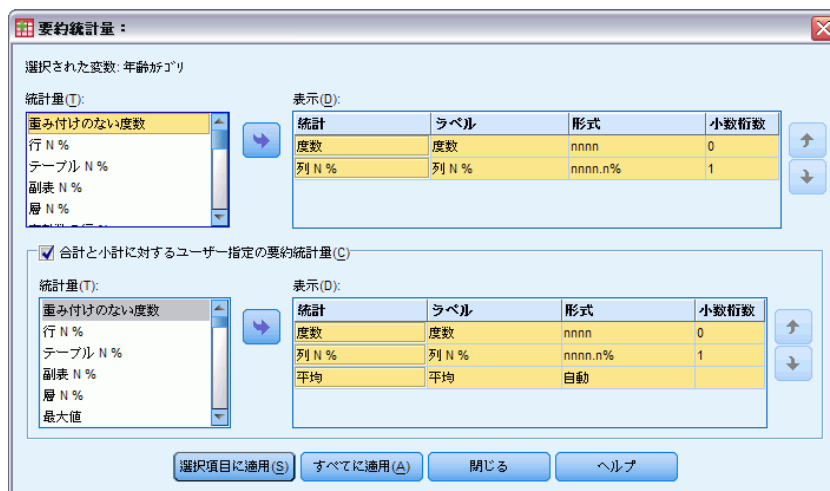 要約統計量：
選択された変数: 年齢カテゴリ
統計量(T):
重み付けのない度数
行 N %
テーブル N %
副表 N %
層 N %
表示(D):
統計 ラベル 形式 小数桁数
度数 度数 nnnn 0
列 N % 列 N % nnnn.n% 1
合計と小計に対するユーザー指定の要約統計量(C)
統計量(T):
重み付けのない度数
行 N %
テーブル N %
副表 N %
層 N %
最大値
表示(D):
統計 ラベル 形式 小数桁数
度数 度数 nnnn 0
列 N % 列 N % nnnn.n% 1
平均 平均 自動
選択項目に適用(S) すべてに適用(A) 閉じる ヘルプ